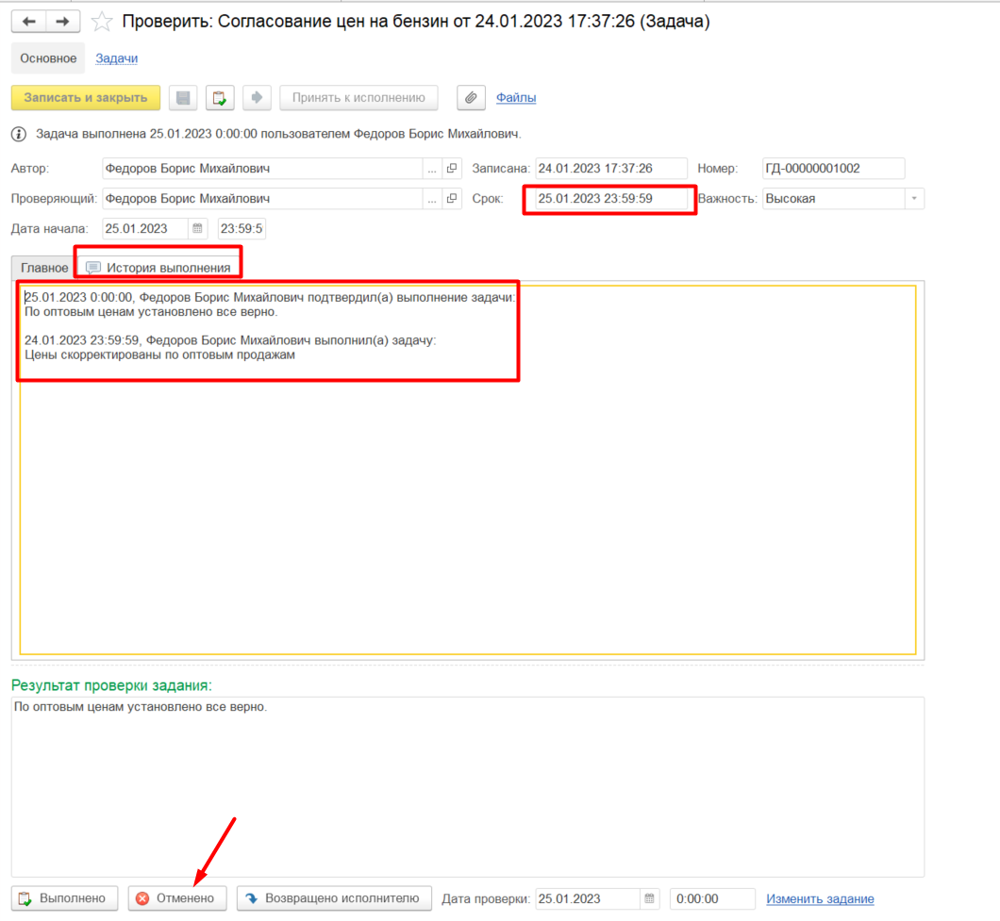 Проверить: Согласование цен на бензин от 24.01.2023 17:37:26 (Задача)
Основное Задачи
Записать и закрыть Принять к исполнению Файлы
Задача выполнена 25.01.2023 0:00:00 пользователем Федоров Борис Михайлович.
Автор: Федоров Борис Михайлович ... Записана: 24.01.2023 17:37:26 Номер: ГД-00000001002
Проверяющий: Федоров Борис Михайлович ... Срок: 25.01.2023 23:59:59 Важность: Высокая
Дата начала: 25.01.2023 23:59:5
Главное История выполнения
25.01.2023 0:00:00, Федоров Борис Михайлович подтвердил(а) выполнение задачи:
По оптовым ценам установлено все верно.
24.01.2023 23:59:59, Федоров Борис Михайлович выполнил(а) задачу:
Цены скорректированы по оптовым продажам
Результат проверки задания:
По оптовым ценам установлено все верно.
Выполнено Отменено Возвращено исполнителю Дата проверки: 25.01.2023 0:00:00 Изменить задание